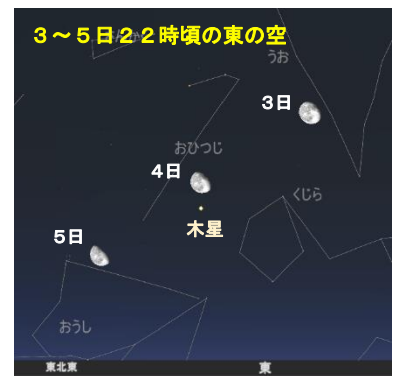 ３～５日２２時頃の東の空
うお
３日
おひつじ
４日
くじら
木星
５日
おうし
東北東
東